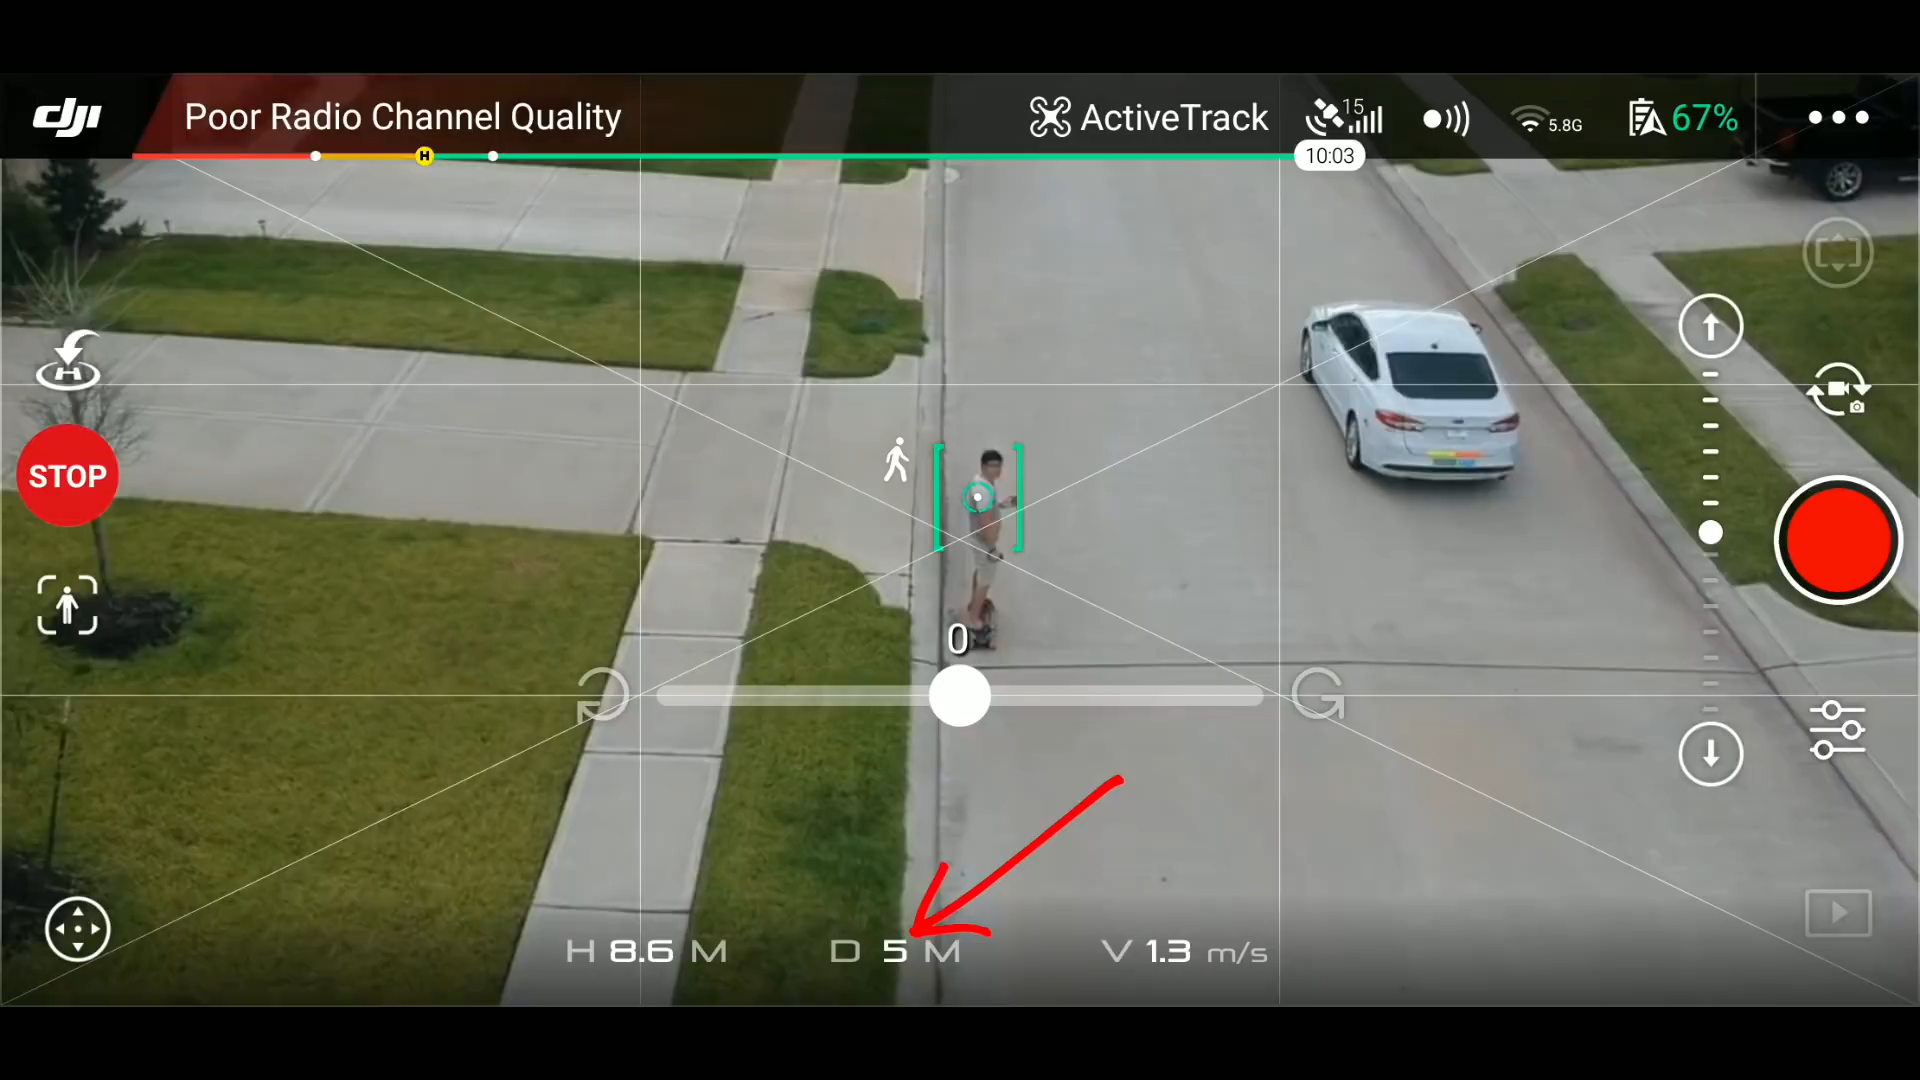 dji Poor Radio Channel Quality ActiveTrack 15 5.8G 67%
H 10:03
H
STOP
0
H 8.6 M D 5 M V 1.3 m/s